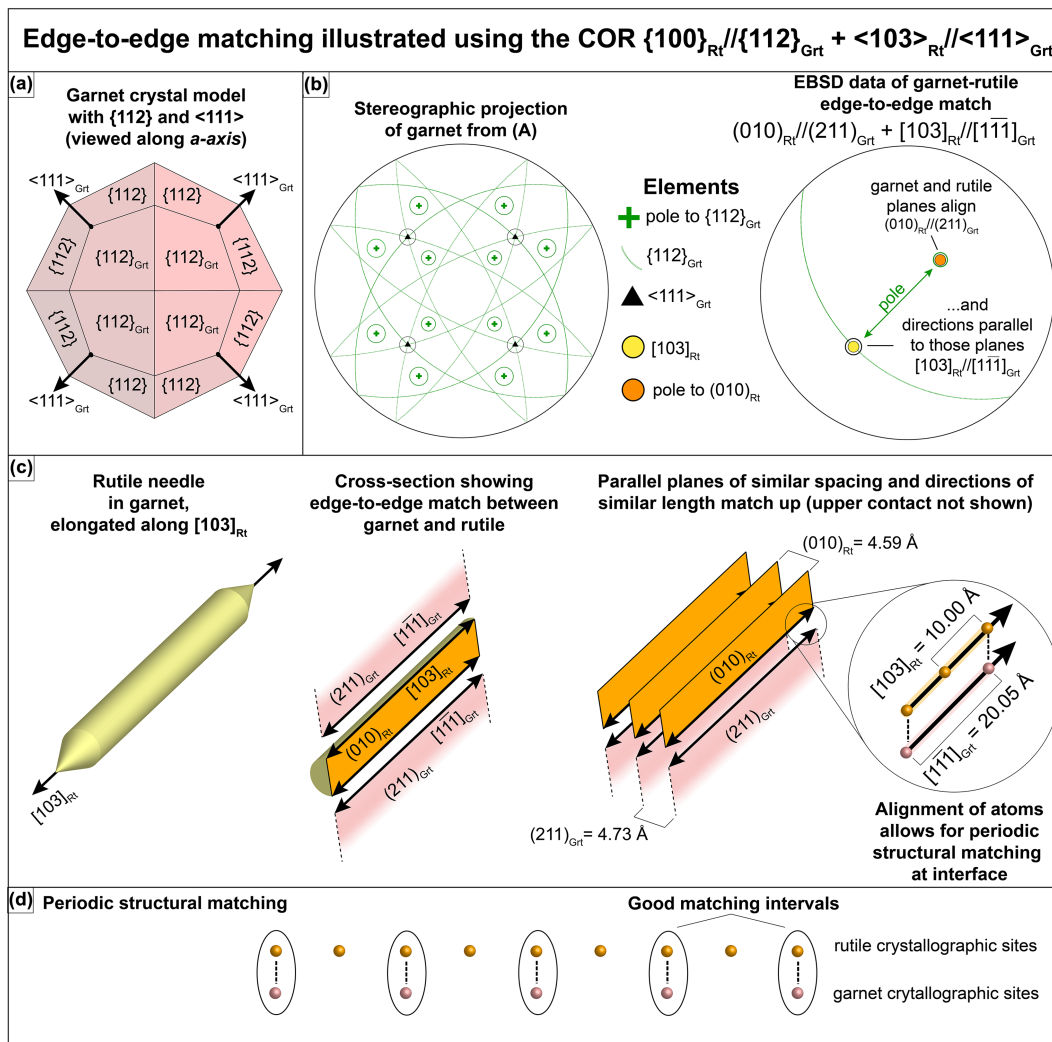 Edge-to-edge matching illustrated using the COR {100}Rt//{112}Grt + <103>Rt//<111>Grt
(a)
Garnet crystal model
with {112} and <111>
(viewed along a-axis)
<111>Grt
<111>Grt
{112}
{112}
{112}
{112}Grt
{112}Grt
{112}
{112}
{112}Grt
{112}Grt
{112}
{112}
{112}
<111>Grt
<111>Grt
(b)
Stereographic projection
of garnet from (A)
Elements
pole to {112}Grt
{112}Grt
<111>Grt
[103]Rt
pole to (010)Rt
EBSD data of garnet-rutile
edge-to-edge match
(010)Rt//(211)Grt + [103]Rt//[11̅1̅]Grt
garnet and rutile
planes align
(010)Rt//(211)Grt
pole
...and
directions parallel
to those planes
[103]Rt//[11̅1̅]Grt
(c)
Rutile needle
in garnet,
elongated along [103]Rt
[103]Rt
Cross-section showing
edge-to-edge match between
garnet and rutile
[11̅1̅]Grt
(211)Grt
[103]Rt
(010)Rt
[11̅1̅]Grt
(211)Grt
Parallel planes of similar spacing and directions of
similar length match up (upper contact not shown)
(010)Rt= 4.59 Å
(010)Rt
(211)Grt
(211)Grt= 4.73 Å
[103]Rt = 10.00 Å
[11̅1̅]Grt = 20.05 Å
Alignment of atoms
allows for periodic
structural matching
at interface
(d)
Periodic structural matching
Good matching intervals
rutile crystallographic sites
garnet crytallographic sites